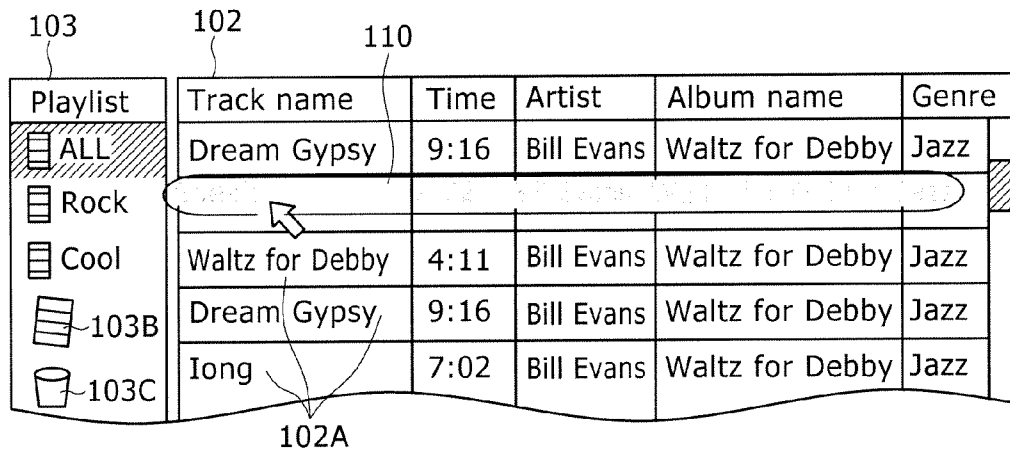 103 102 110
Playlist Track name Time Artist Album name Genre
ALL Dream Gypsy 9:16 Bill Evans Waltz for Debby Jazz
Rock
Cool Waltz for Debby 4:11 Bill Evans Waltz for Debby Jazz
103B Dream Gypsy 9:16 Bill Evans Waltz for Debby Jazz
103C Iong 7:02 Bill Evans Waltz for Debby Jazz
102A